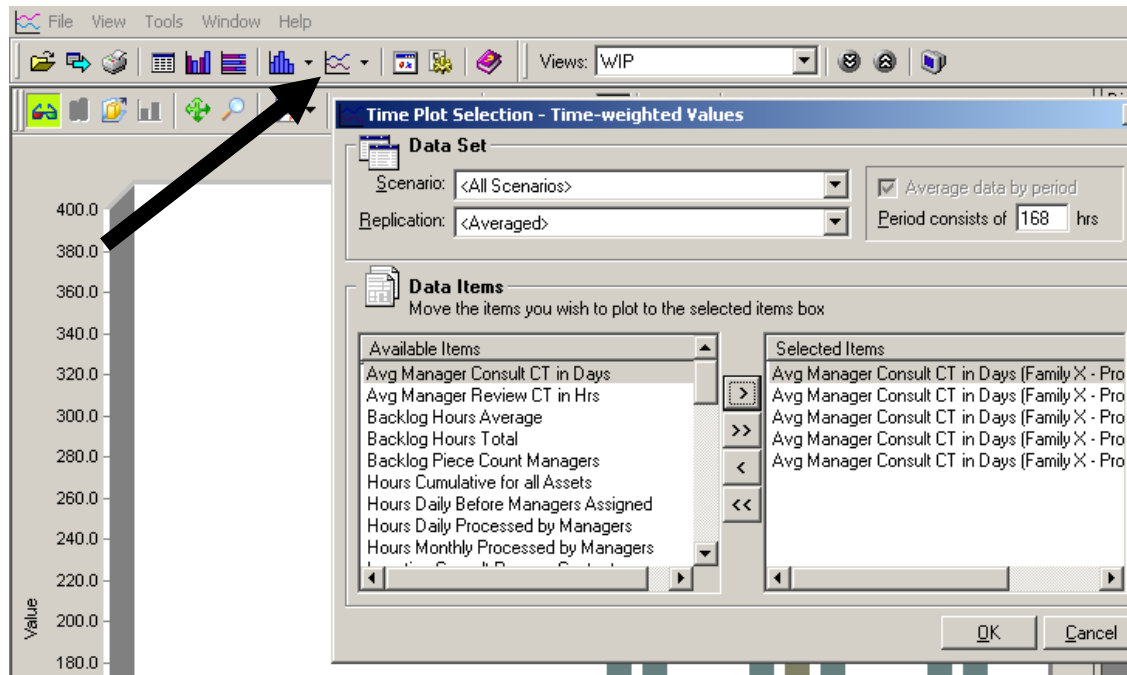 File View Tools Window Help
Views: WIP
Time Plot Selection - Time-weighted Values
Data Set
Scenario: <All Scenarios>
Average data by period
Replication: <Averaged>
Period consists of 168 hrs
Data Items
Move the items you wish to plot to the selected items box
Available Items
Avg Manager Consult CT in Days
Avg Manager Review CT in Hrs
Backlog Hours Average
Backlog Hours Total
Backlog Piece Count Managers
Hours Cumulative for all Assets
Hours Daily Before Managers Assigned
Hours Daily Processed by Managers
Hours Monthly Processed by Managers
>
>>
<
<<
Selected Items
Avg Manager Consult CT in Days (Family X - Pro
Avg Manager Consult CT in Days (Family X - Pro
Avg Manager Consult CT in Days (Family X - Pro
Avg Manager Consult CT in Days (Family X - Pro
Avg Manager Consult CT in Days (Family X - Pro
OK Cancel
400.0
380.0
360.0
340.0
320.0
300.0
280.0
260.0
240.0
220.0
200.0
180.0
Value